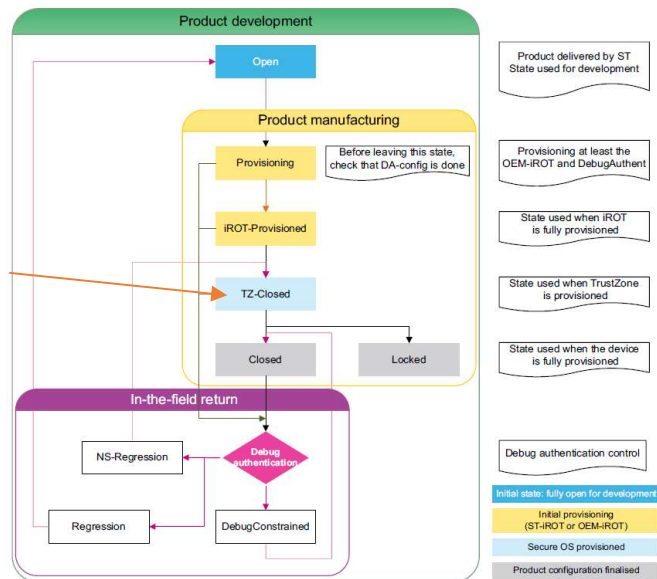 Product development
Open
Product delivered by ST
State used for development
Product manufacturing
Provisioning
Before leaving this state,
check that DA-config is done
Provisioning at least the
OEM-iROT and DebugAuthent
iROT-Provisioned
State used when iROT
is fully provisioned
TZ-Closed
State used when TrustZone
is provisioned
Closed
Locked
State used when the device
is fully provisioned
In-the-field return
NS-Regression
Debug
authentication
Debug authentication control
Regression
DebugConstrained
Initial state: fully open for development
Initial provisioning
(ST-iROT or OEM-iROT)
Secure OS provisioned
Product configuration finalised